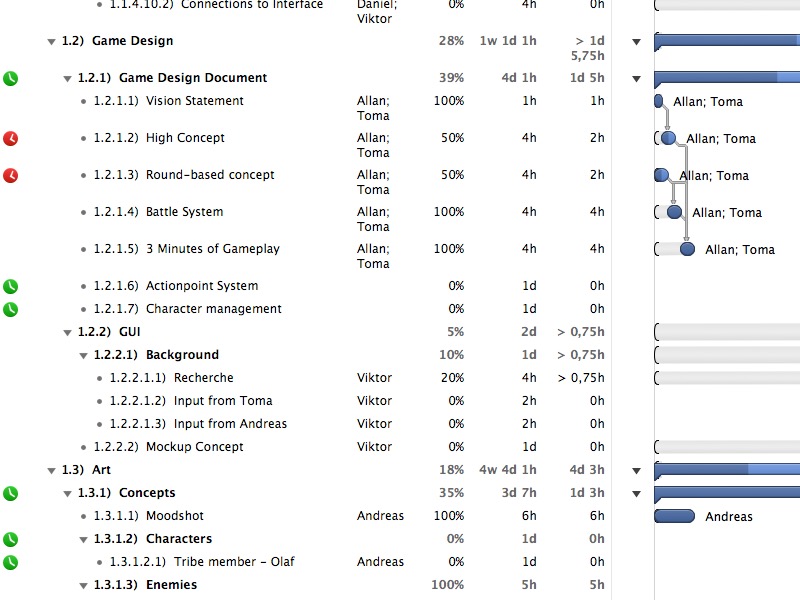 1.1.4.10.2) Connections to Interface Daniel; 0% 4h 0h
Viktor
1.2) Game Design 28% 1w 1d 1h > 1d
5,75h
1.2.1) Game Design Document 39% 4d 1h 1d 5h
1.2.1.1) Vision Statement Allan; 100% 1h 1h Allan; Toma
Toma
1.2.1.2) High Concept Allan; 50% 4h 2h Allan; Toma
Toma
1.2.1.3) Round-based concept Allan; 50% 4h 2h Allan; Toma
Toma
1.2.1.4) Battle System Allan; 100% 4h 4h Allan; Toma
Toma
1.2.1.5) 3 Minutes of Gameplay Allan; 100% 4h 4h Allan; Toma
Toma
1.2.1.6) Actionpoint System 0% 1d 0h
1.2.1.7) Character management 0% 1d 0h
1.2.2) GUI 5% 2d > 0,75h
1.2.2.1) Background 10% 1d > 0,75h
1.2.2.1.1) Recherche Viktor 20% 4h > 0,75h
1.2.2.1.2) Input from Toma Viktor 0% 2h 0h
1.2.2.1.3) Input from Andreas Viktor 0% 2h 0h
1.2.2.2) Mockup Concept Viktor 0% 1d 0h
1.3) Art 18% 4w 4d 1h 4d 3h
1.3.1) Concepts 35% 3d 7h 1d 3h
1.3.1.1) Moodshot Andreas 100% 6h 6h Andreas
1.3.1.2) Characters 0% 1d 0h
1.3.1.2.1) Tribe member - Olaf Andreas 0% 1d 0h
1.3.1.3) Enemies 100% 5h 5h